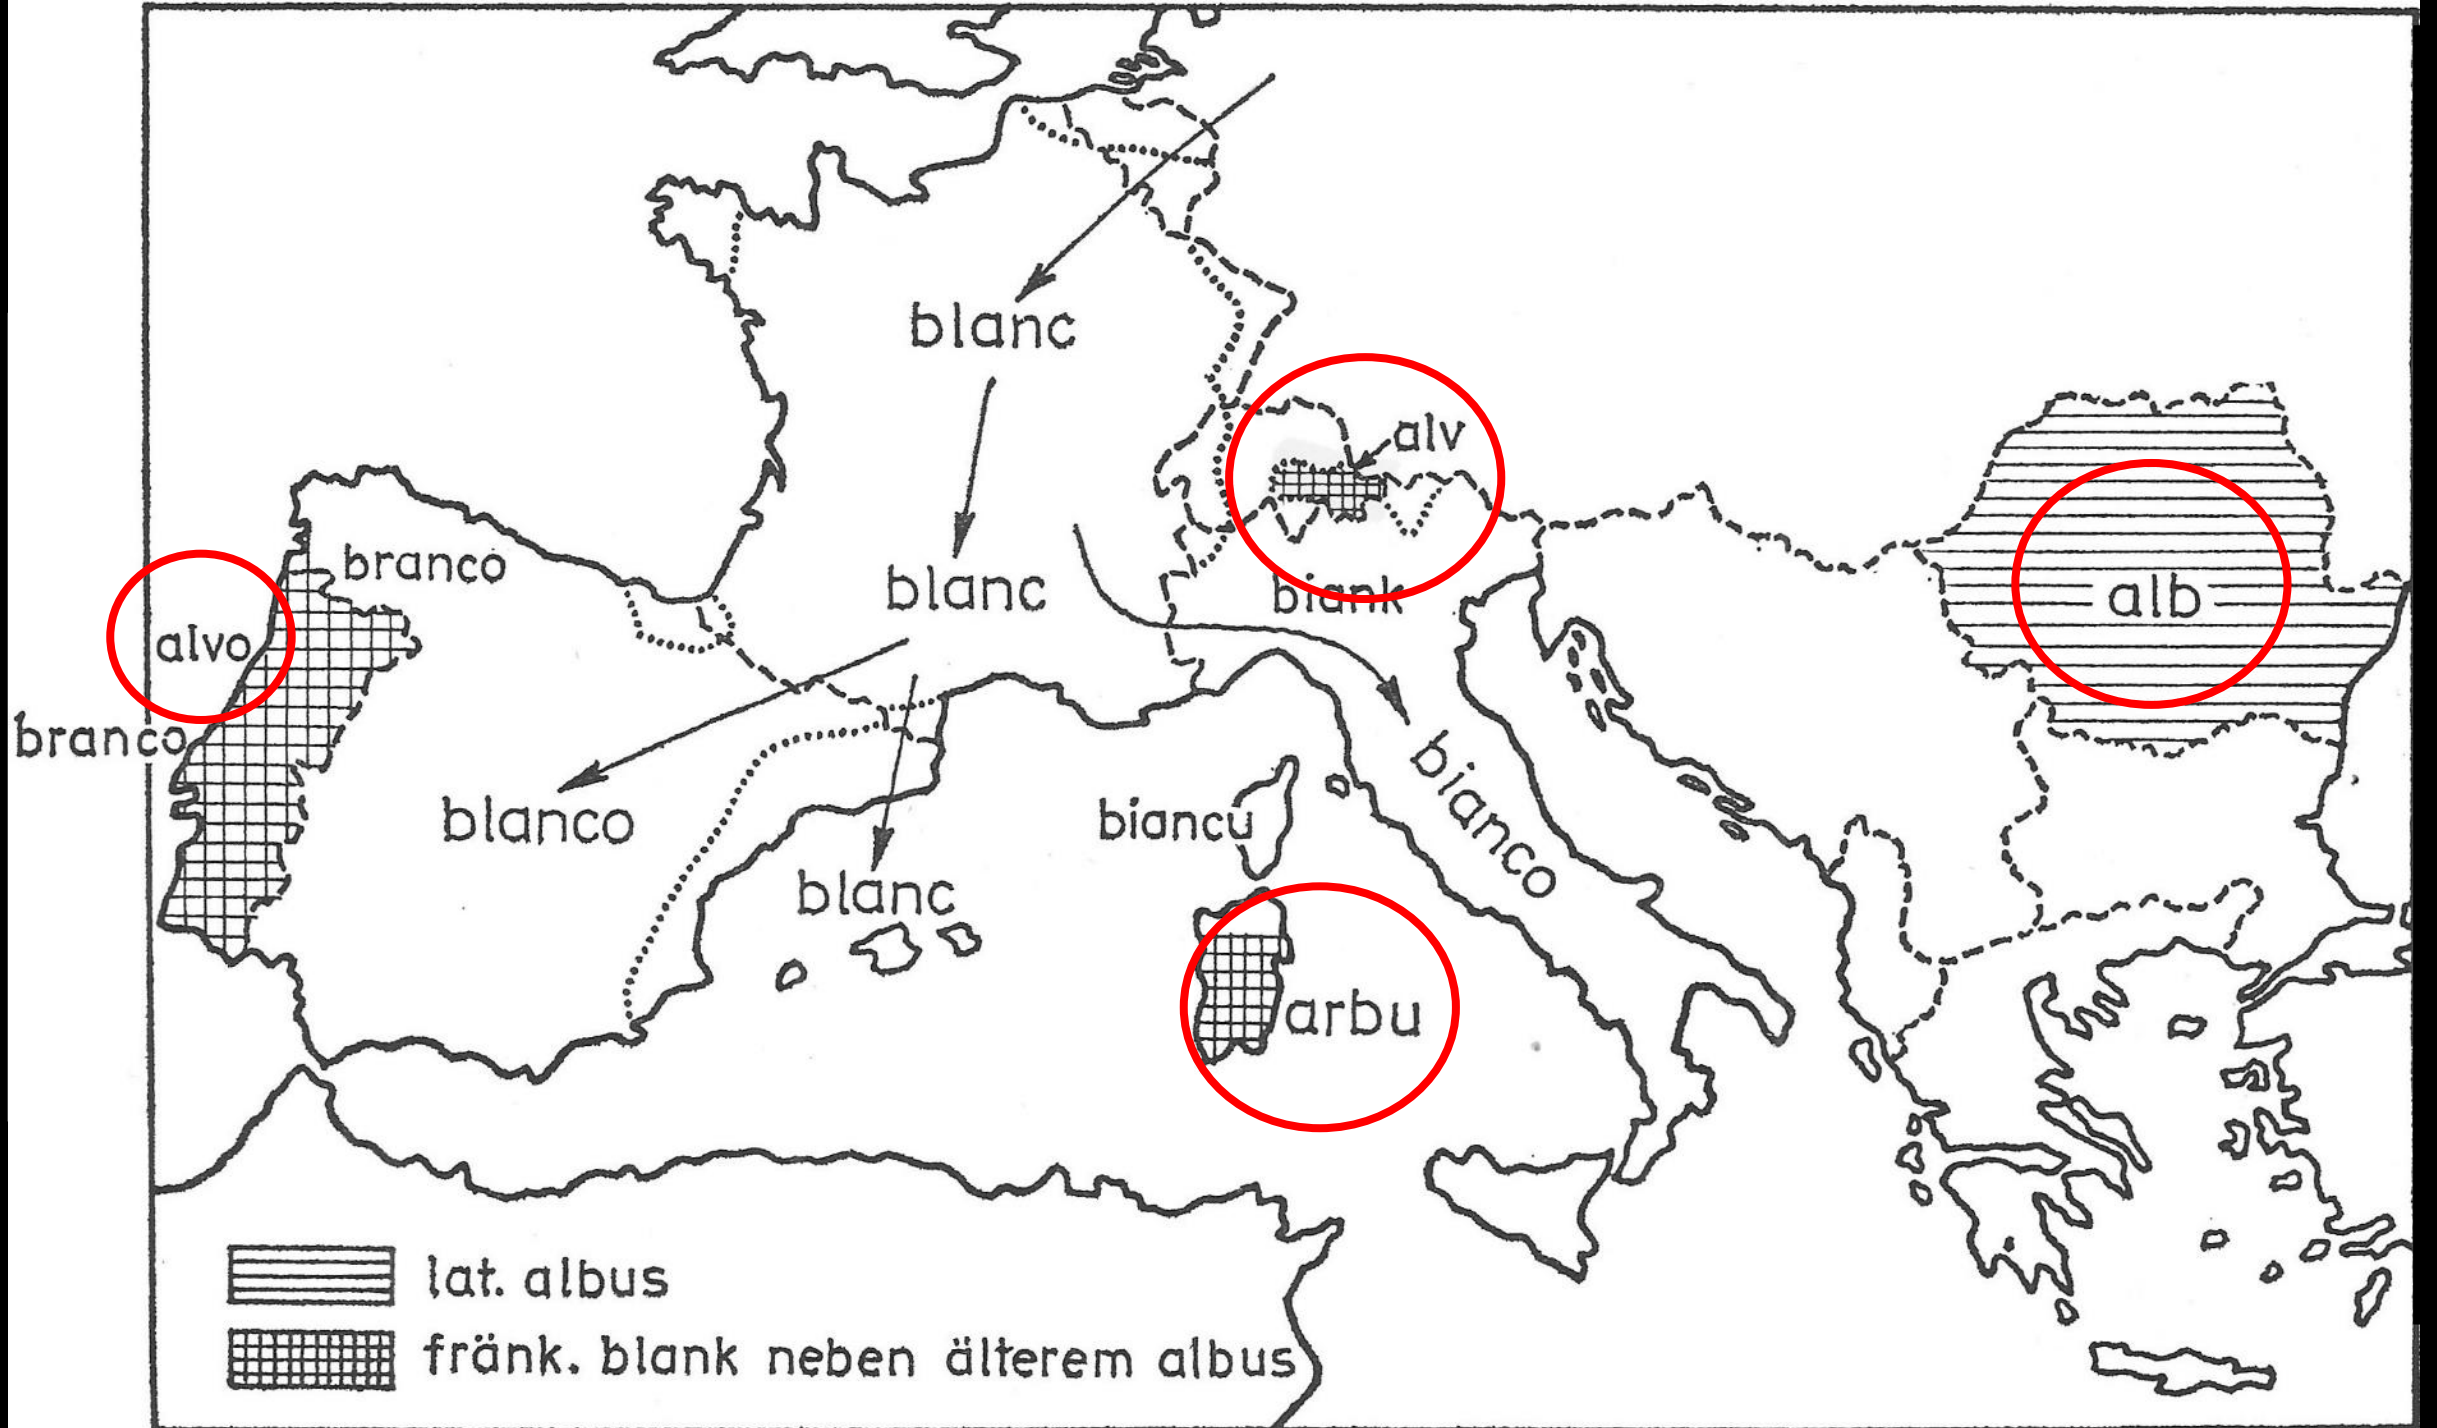 blanc
alv
branco
blanc
biank
alb
alvo
branco
bianco
blanco
biancu
blanc
arbu
lat. albus
fränk. blank neben älterem albus